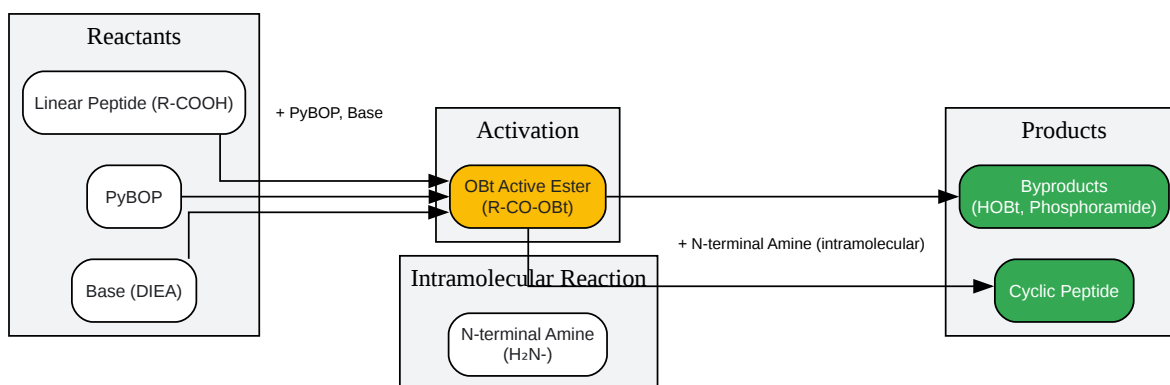 Reactants
Linear Peptide (R-COOH)
PyBOP
Base (DIEA)
+ PyBOP, Base
Activation
OBt Active Ester
(R-CO-OBt)
Intramolecular Reaction
N-terminal Amine
(H₂N-)
+ N-terminal Amine (intramolecular)
Products
Byproducts
(HOBt, Phosphoramide)
Cyclic Peptide